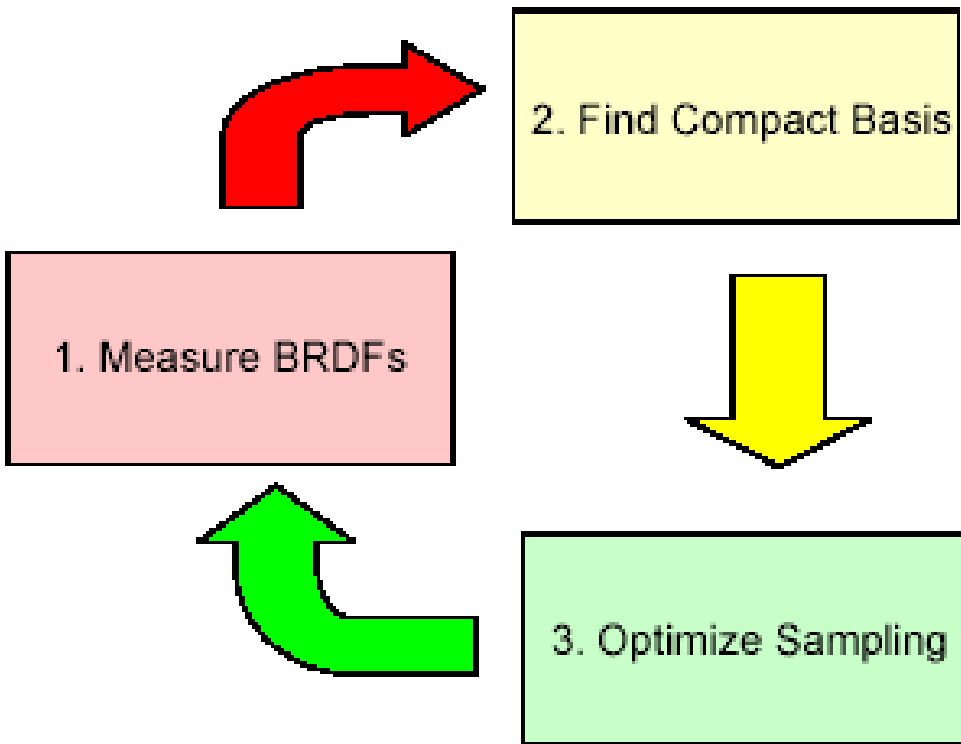 2. Find Compact Basis
1. Measure BRDFs
3. Optimize Sampling